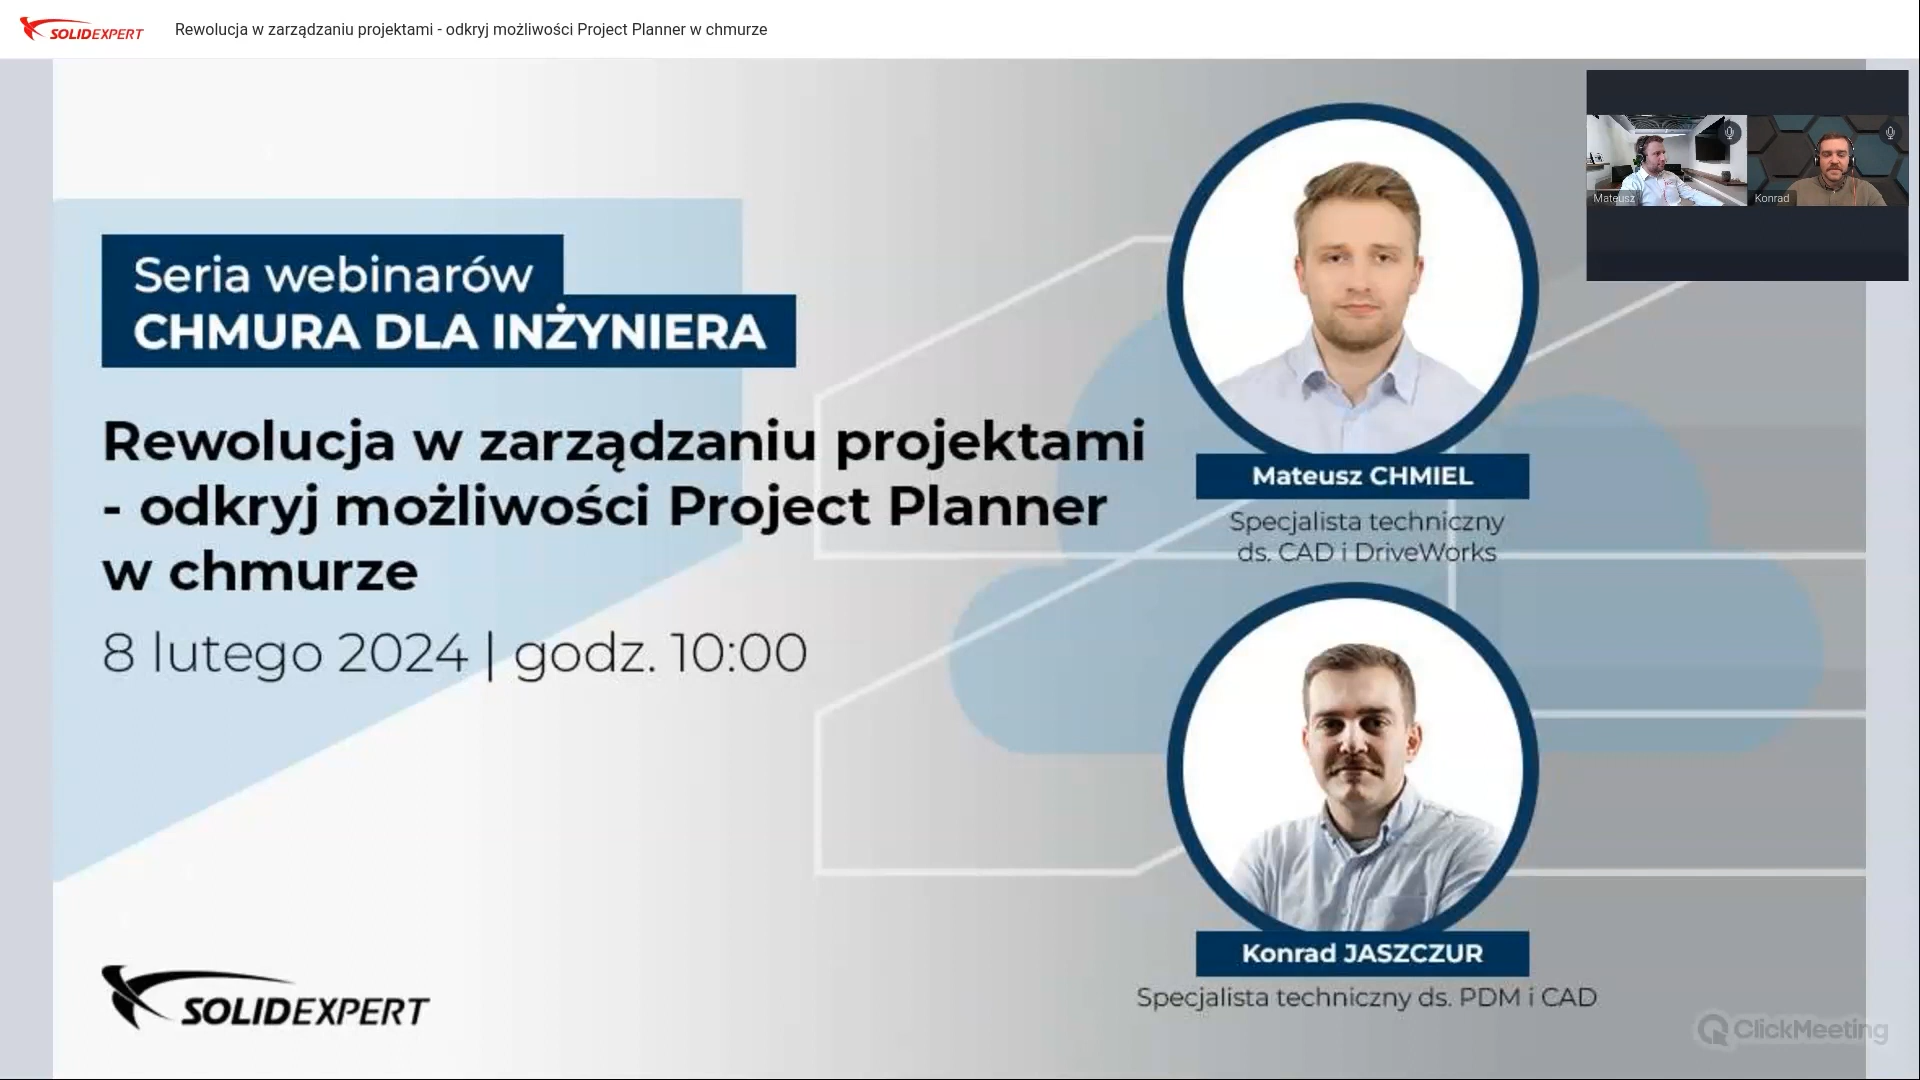 SOLIDEXPERT
Rewolucja w zarządzaniu projektami - odkryj możliwości Project Planner w chmurze
Mateusz
Konrad
Seria webinarów
CHMURA DLA INŻYNIERA
Rewolucja w zarządzaniu projektami
- odkryj możliwości Project Planner
w chmurze
8 lutego 2024 | godz. 10:00
Mateusz CHMIEL
Specjalista techniczny
ds. CAD i DriveWorks
Konrad JASZCZUR
Specjalista techniczny ds. PDM i CAD
SOLIDEXPERT
ClickMeeting